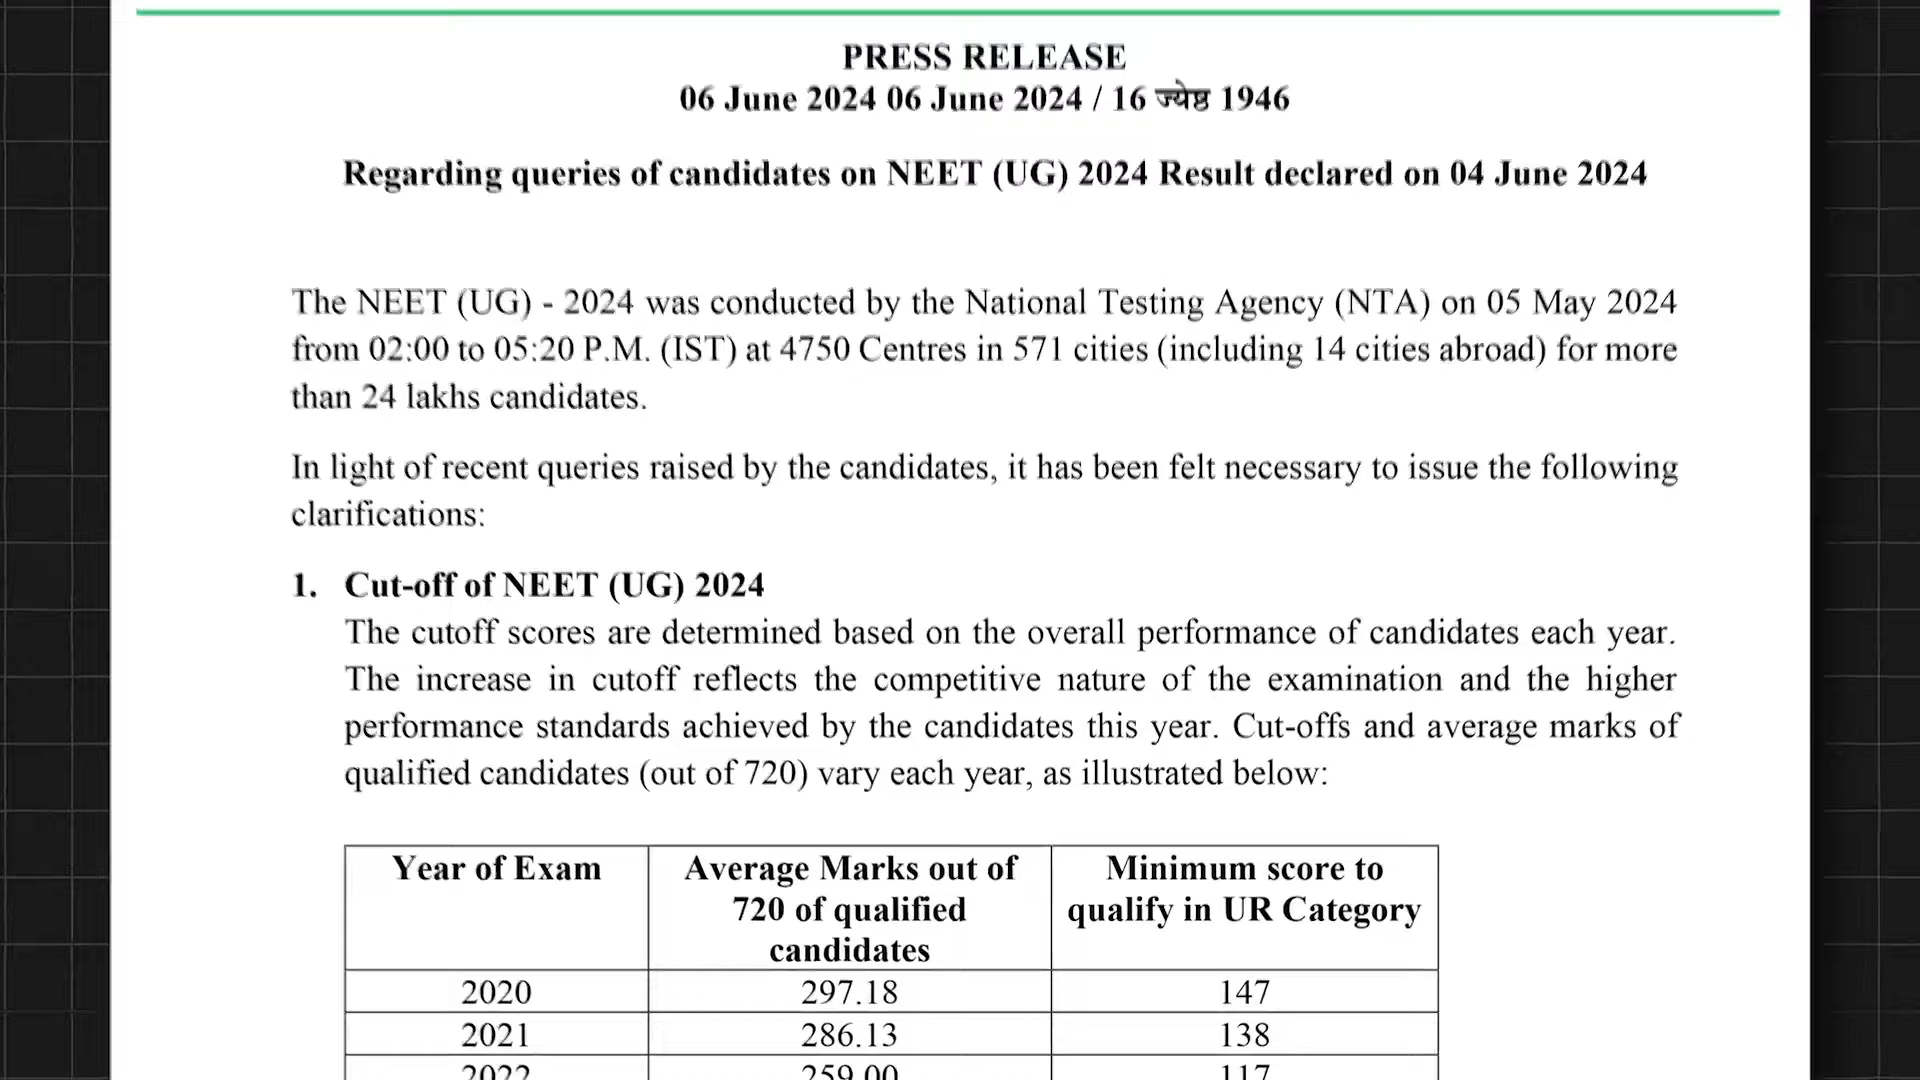 PRESS RELEASE
06 June 2024 06 June 2024 / 16 ज्येष्ठ 1946
Regarding queries of candidates on NEET (UG) 2024 Result declared on 04 June 2024
The NEET (UG) - 2024 was conducted by the National Testing Agency (NTA) on 05 May 2024
from 02:00 to 05:20 P.M. (IST) at 4750 Centres in 571 cities (including 14 cities abroad) for more
than 24 lakhs candidates.
In light of recent queries raised by the candidates, it has been felt necessary to issue the following
clarifications:
1. Cut-off of NEET (UG) 2024
The cutoff scores are determined based on the overall performance of candidates each year.
The increase in cutoff reflects the competitive nature of the examination and the higher
performance standards achieved by the candidates this year. Cut-offs and average marks of
qualified candidates (out of 720) vary each year, as illustrated below:
Year of Exam Average Marks out of 720 of qualified candidates Minimum score to qualify in UR Category
2020 297.18 147
2021 286.13 138
2022 259.00 117